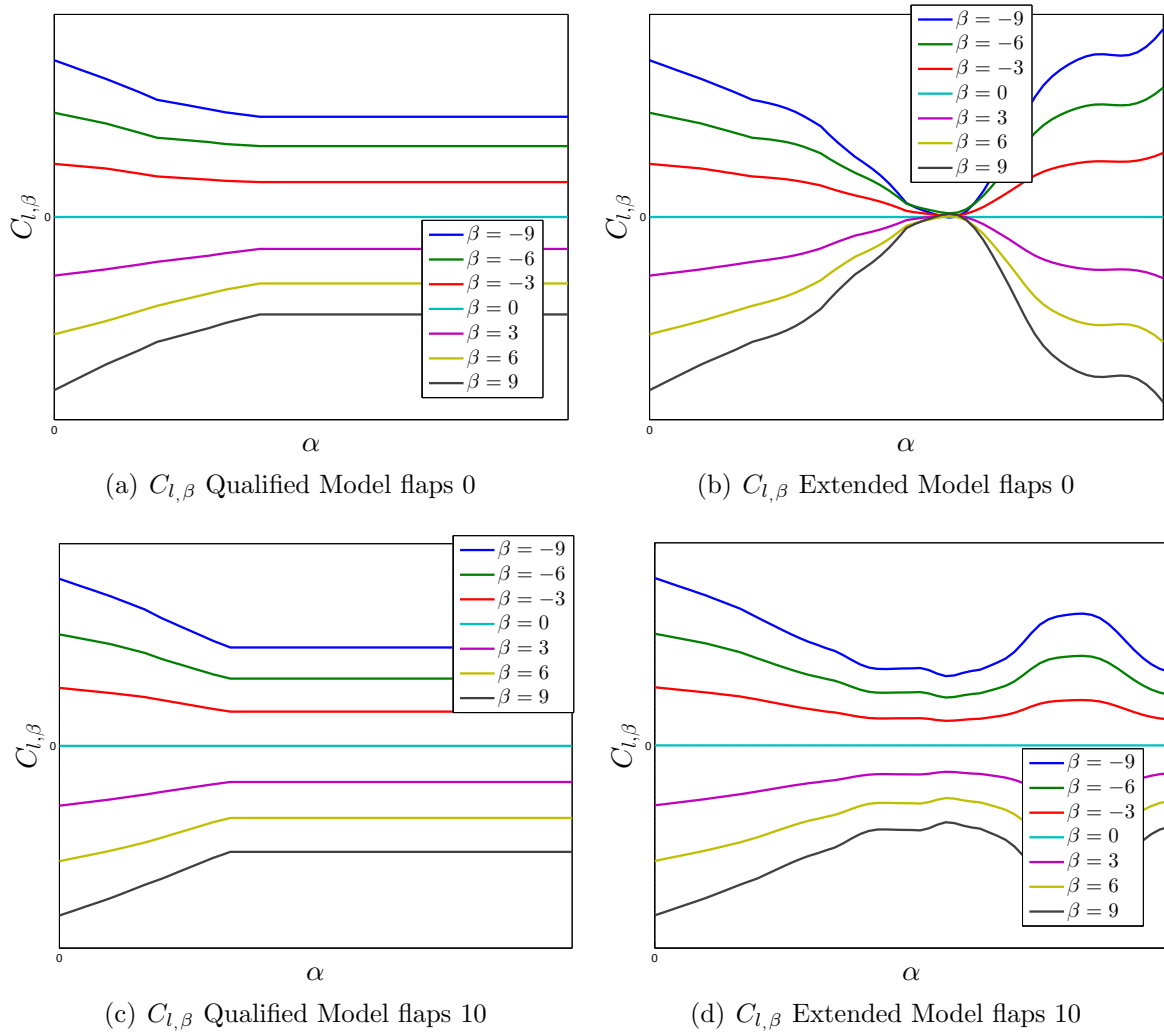 β = −9
β = −6
β = −3
β = 0
β = 3
β = 6
β = 9
C_{l,β}
0
0
α
(a) C_{l,β} Qualified Model flaps 0
β = −9
β = −6
β = −3
β = 0
β = 3
β = 6
β = 9
C_{l,β}
0
0
α
(b) C_{l,β} Extended Model flaps 0
β = −9
β = −6
β = −3
β = 0
β = 3
β = 6
β = 9
C_{l,β}
0
0
α
(c) C_{l,β} Qualified Model flaps 10
β = −9
β = −6
β = −3
β = 0
β = 3
β = 6
β = 9
C_{l,β}
0
0
α
(d) C_{l,β} Extended Model flaps 10